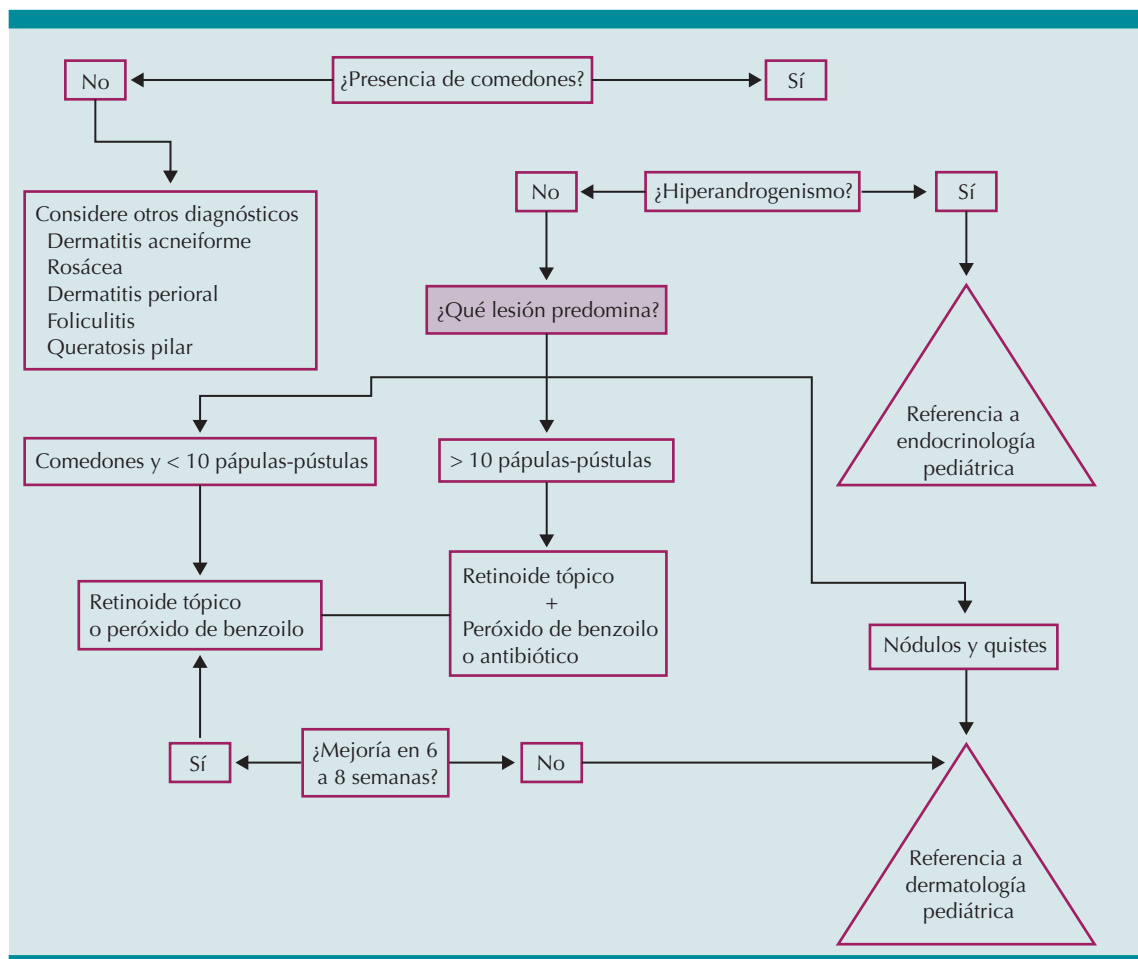 ¿Presencia de comedones?
No
Sí
Considere otros diagnósticos
Dermatitis acneiforme
Rosácea
Dermatitis perioral
Foliculitis
Queratosis pilar
¿Hiperandrogenismo?
No
Sí
¿Qué lesión predomina?
Referencia a
endocrinología
pediátrica
Comedones y < 10 pápulas-pústulas
> 10 pápulas-pústulas
Retinoide tópico
o peróxido de benzoilo
Retinoide tópico
+
Peróxido de benzoilo
o antibiótico
Nódulos y quistes
¿Mejoría en 6
a 8 semanas?
Sí
No
Referencia a
dermatología
pediátrica